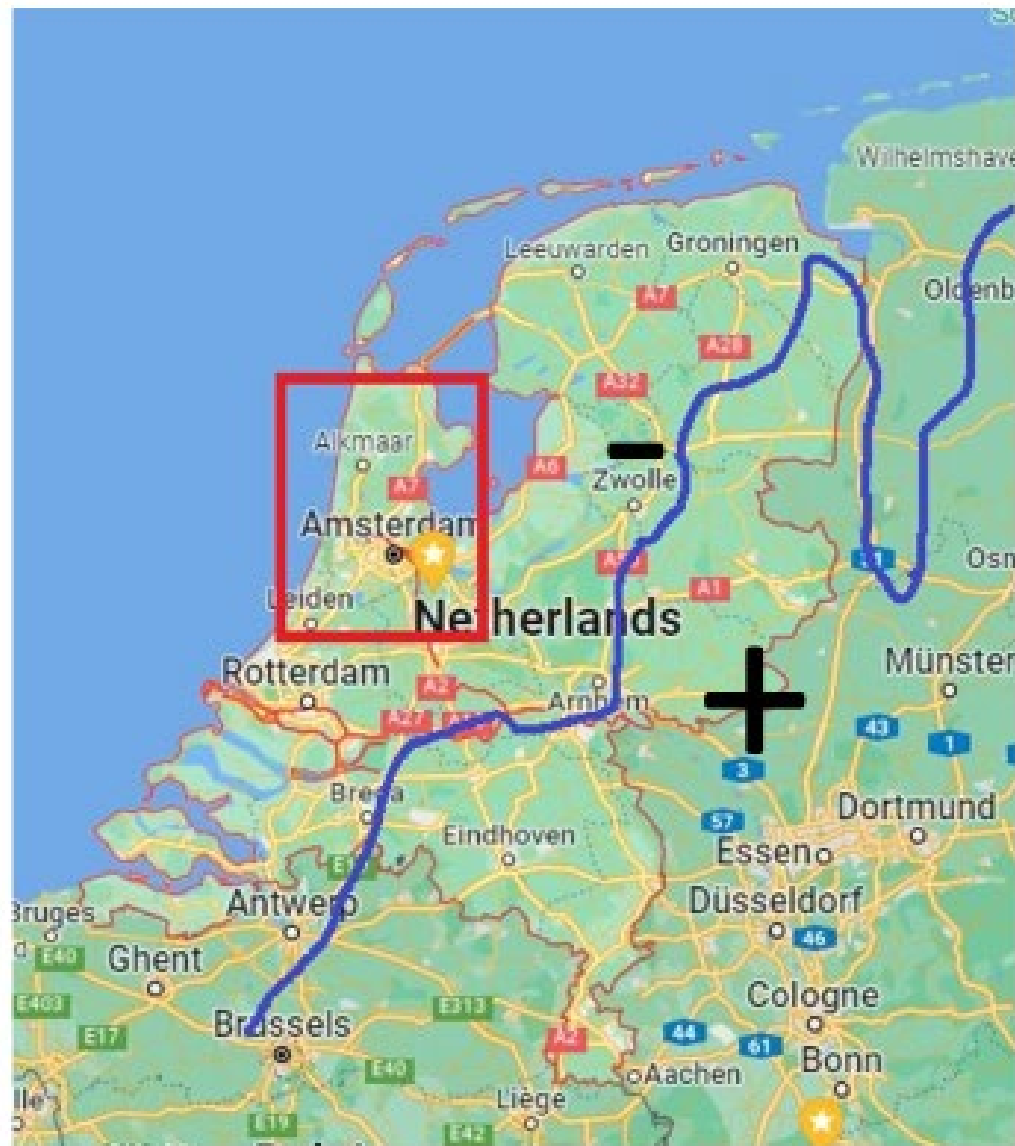 Wilhelmshave
Leeuwarden
Groningen
Oldenb
A7
A28
A32
Alkmaar
A6
Zwolle
A7
Amsterdam
31
Osn
A1
Leiden
Netherlands
Rotterdam
A2
Arnhem
Münster
A27
43
1
3
Breda
57
Dortmund
Eindhoven
Essen
Antwerp
Düsseldorf
Bruges
46
E40
Ghent
Cologne
E403
E313
Brussels
E17
A2
44
61
Bonn
E40
Aachen
Liège
lle
E19
E42